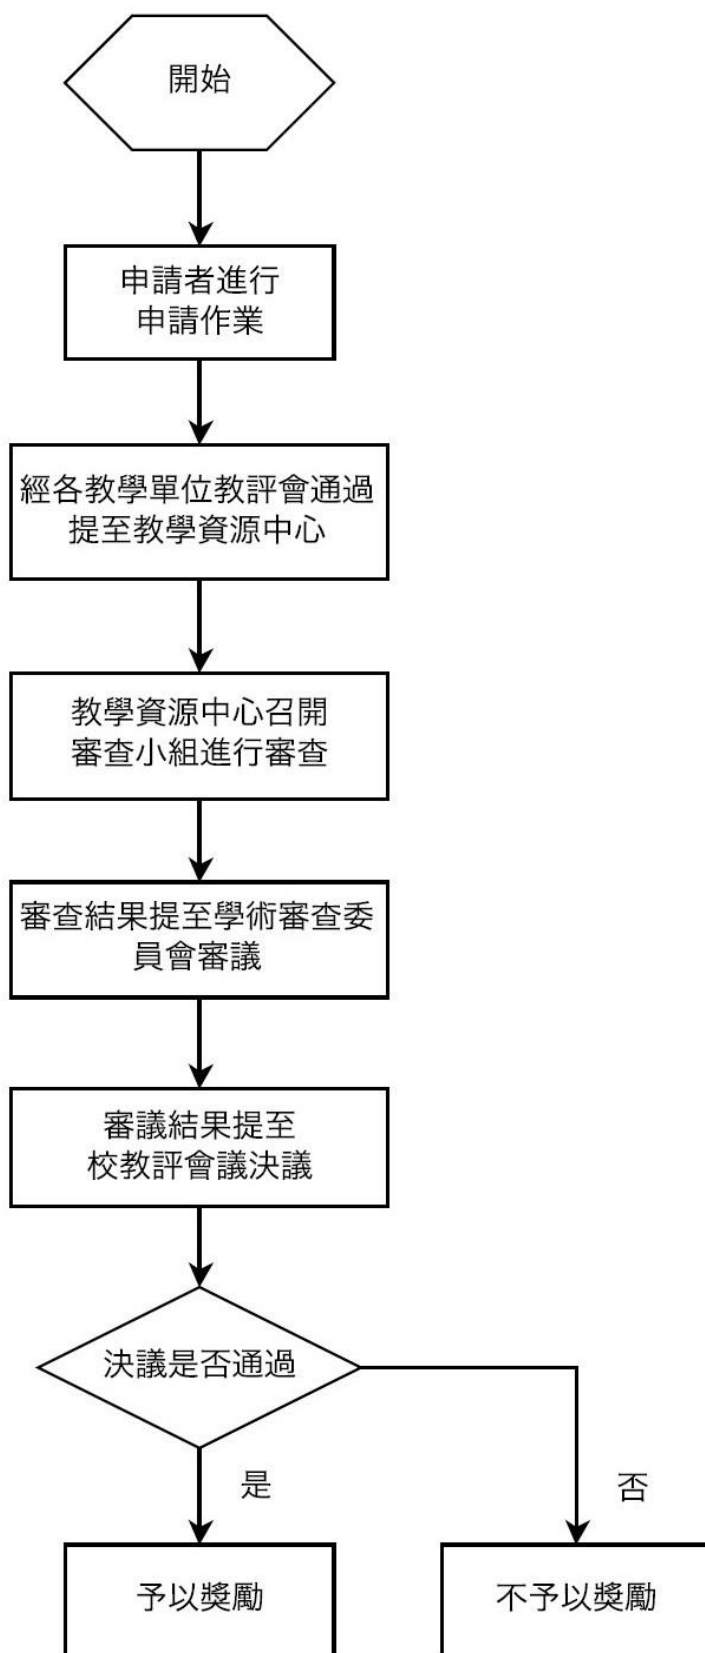 開始
申請者進行
申請作業
經各教學單位教評會通過
提至教學資源中心
教學資源中心召開
審查小組進行審查
審查結果提至學術審查委
員會審議
審議結果提至
校教評會議決議
決議是否通過
是
否
予以獎勵
不予以獎勵